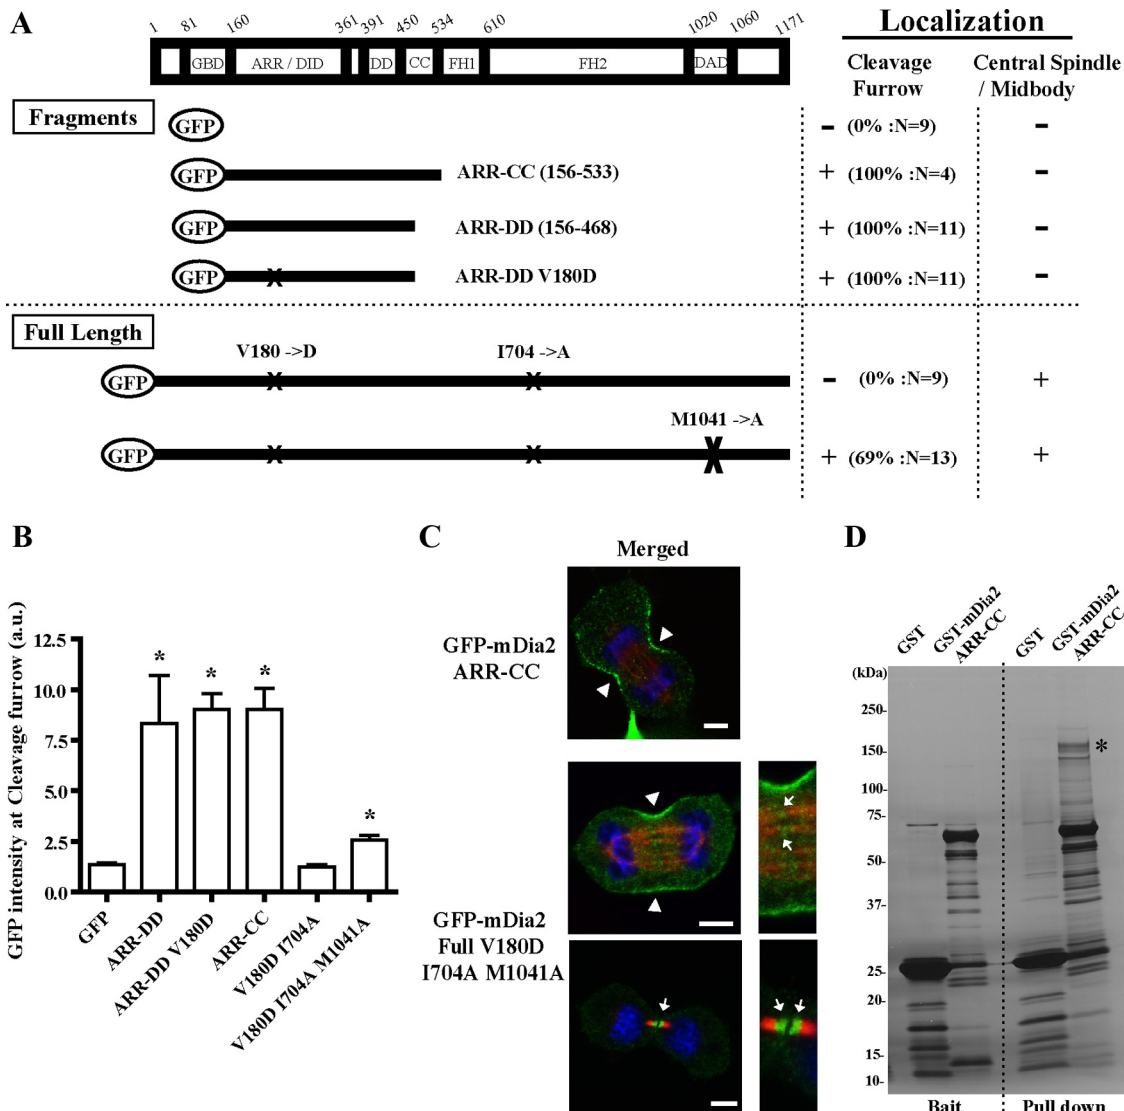 A
1 81 160 361 391 450 534 610 1020 1060 1171
GBD ARR / DID DD CC FH1 FH2 DAD
Localization
Cleavage Furrow
Central Spindle / Midbody
Fragments
GFP
- (0% :N=9) -
GFP ARR-CC (156-533) + (100% :N=4) -
GFP ARR-DD (156-468) + (100% :N=11) -
GFP X ARR-DD V180D + (100% :N=11) -
Full Length
V180 ->D I704 ->A
GFP X X - (0% :N=9) +
M1041 ->A
GFP X X X + (69% :N=13) +
B
GFP intensity at Cleavage furrow (a.u.)
12.5
10.0
7.5
5.0
2.5
0.0
* * * *
GFP
ARR-DD
ARR-DD V180D
ARR-CC
V180D I704A
V180D I704A M1041A
C
Merged
GFP-mDia2
ARR-CC
GFP-mDia2
Full V180D
I704A M1041A
D
GST
GST-mDia2
ARR-CC
GST
GST-mDia2
ARR-CC
(kDa)
250-
150-
100-
75-
50-
37-
25-
20-
15-
10-
*
Bait Pull down